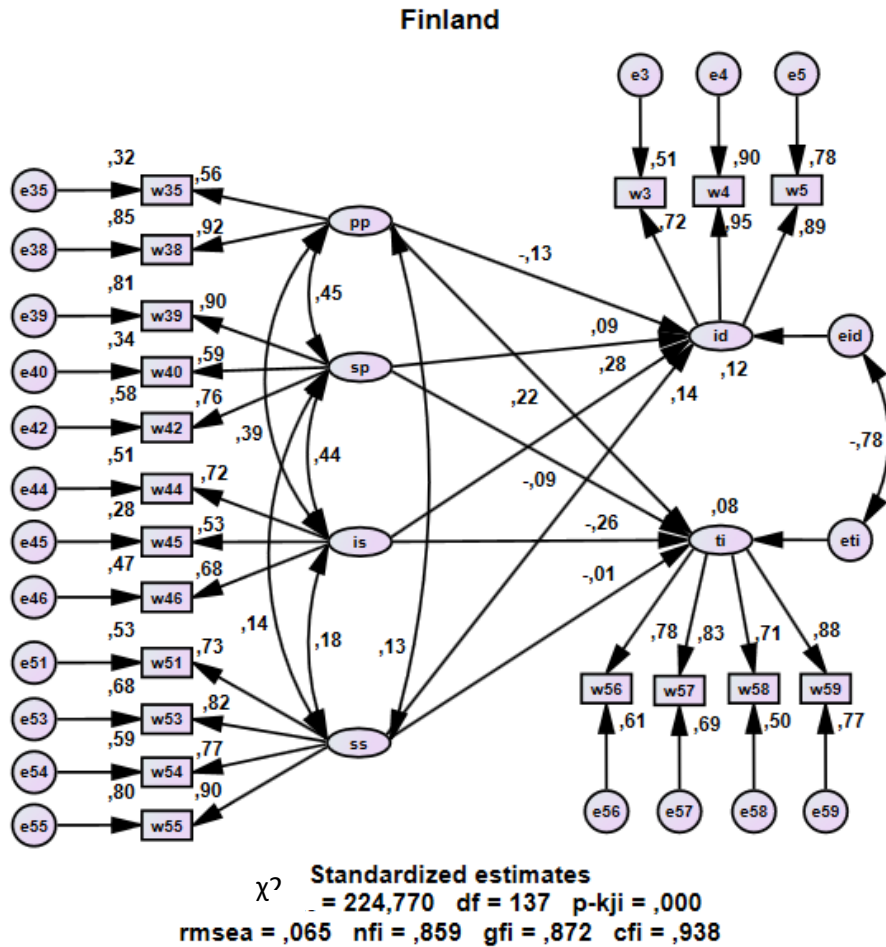 Finland
e3 e4 e5
,32 ,51 ,90 ,78
e35 w35 ,56 w3 w4 w5
,85 pp ,72 ,95 ,89
e38 w38 ,92
,81 -,13
e39 w39 ,90 ,45
,34 ,09 id eid
e40 w40 ,59 sp ,28 ,12
,58 ,76 ,22 ,14
e42 w42 ,39
,51 ,44 -,78
e44 w44 ,72 -,09
,28 ,08
e45 w45 ,53 is -,26 ti eti
,47 ,68 -,01
e46 w46
,53 ,14 ,18 ,13 ,78 ,83 ,71 ,88
e51 w51 ,73
,68 w56 w57 w58 w59
e53 w53 ,82 ,61 ,69 ,50 ,77
,59 ss
e54 w54 ,77
,80 ,90
e55 w55 e56 e57 e58 e59
Standardized estimates
χ2 = 224,770 df = 137 p-kji = ,000
rmsea = ,065 nfi = ,859 gfi = ,872 cfi = ,938